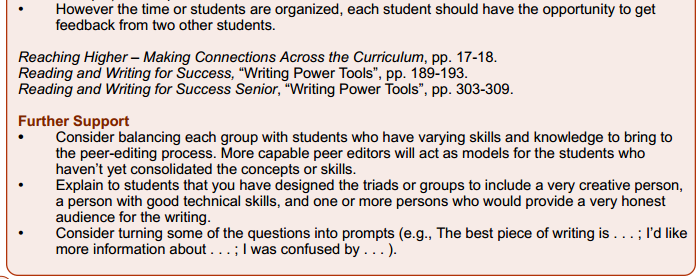 • However the time or students are organized, each student should have the opportunity to get
feedback from two other students.
Reaching Higher – Making Connections Across the Curriculum, pp. 17-18.
Reading and Writing for Success, “Writing Power Tools”, pp. 189-193.
Reading and Writing for Success Senior, “Writing Power Tools”, pp. 303-309.
Further Support
• Consider balancing each group with students who have varying skills and knowledge to bring to
the peer-editing process. More capable peer editors will act as models for the students who
haven’t yet consolidated the concepts or skills.
• Explain to students that you have designed the triads or groups to include a very creative person,
a person with good technical skills, and one or more persons who would provide a very honest
audience for the writing.
• Consider turning some of the questions into prompts (e.g., The best piece of writing is . . . ; I’d like
more information about . . . ; I was confused by . . . ).